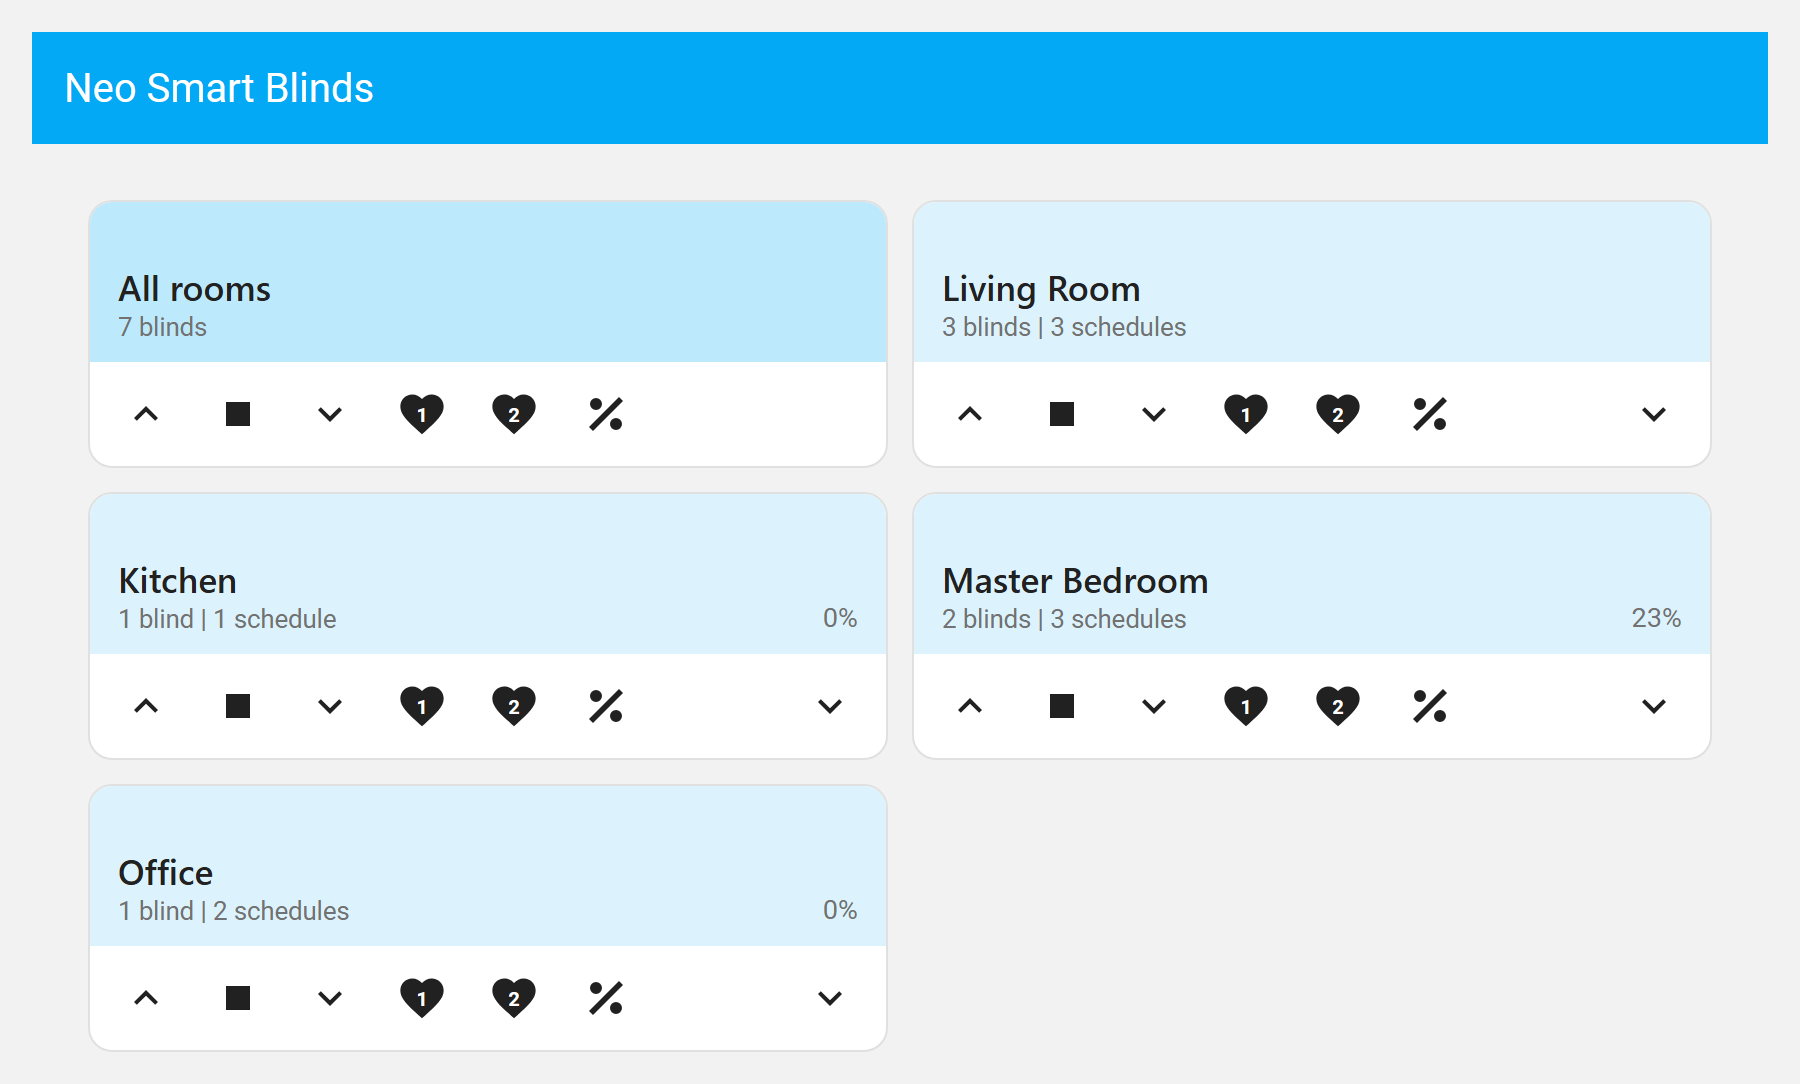 Neo Smart Blinds
All rooms
7 blinds
1 2
Living Room
3 blinds | 3 schedules
1 2
Kitchen
1 blind | 1 schedule 0%
1 2
Master Bedroom
2 blinds | 3 schedules 23%
1 2
Office
1 blind | 2 schedules 0%
1 2